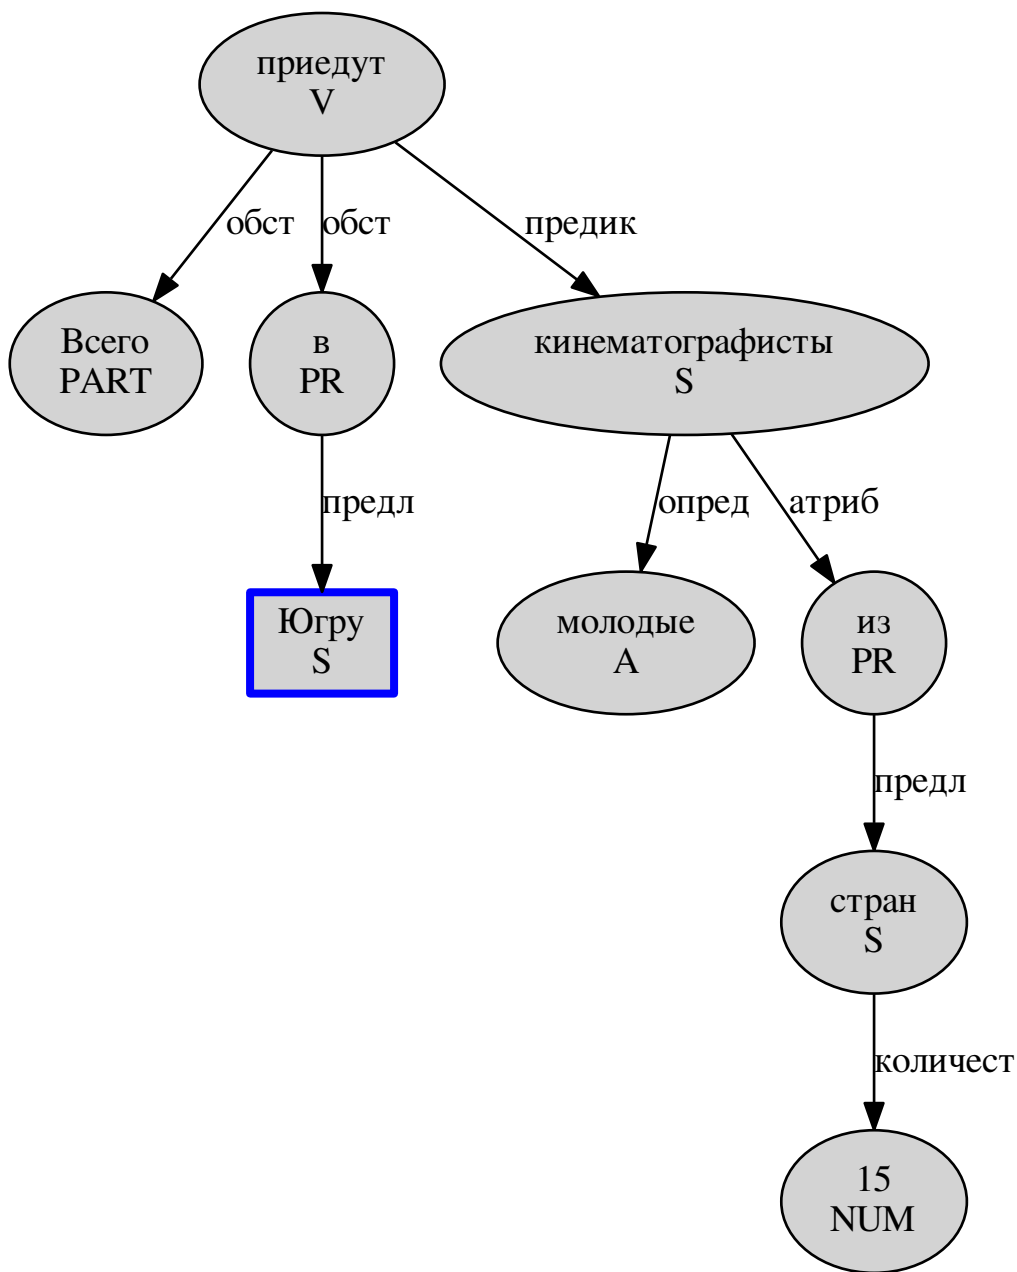 приедут
V
обст
обст
предик
Всего
PART
в
PR
кинематографисты
S
предл
опред
атриб
Югру
S
молодые
A
из
PR
предл
стран
S
количест
15
NUM